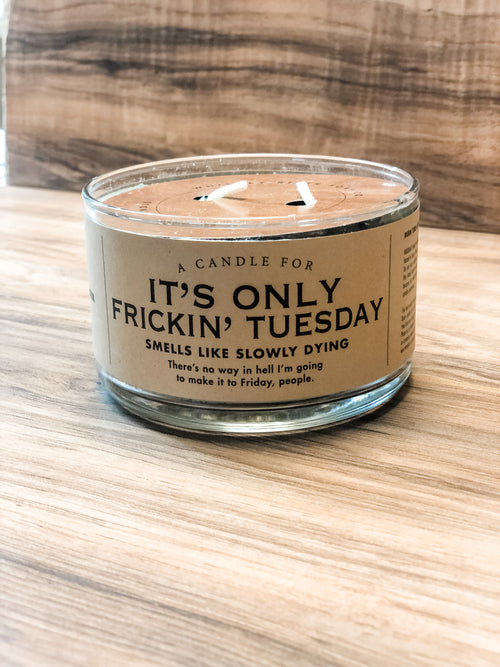 A CANDLE FOR
IT'S ONLY
FRICKIN' TUESDAY
SMELLS LIKE SLOWLY DYING
There's no way in hell I'm going
to make it to Friday, people.